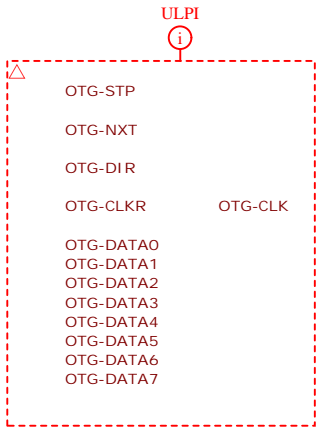 ULPI
i
OTG-STP
OTG-NXT
OTG-DIR
OTG-CLKR OTG-CLK
OTG-DATA0
OTG-DATA1
OTG-DATA2
OTG-DATA3
OTG-DATA4
OTG-DATA5
OTG-DATA6
OTG-DATA7